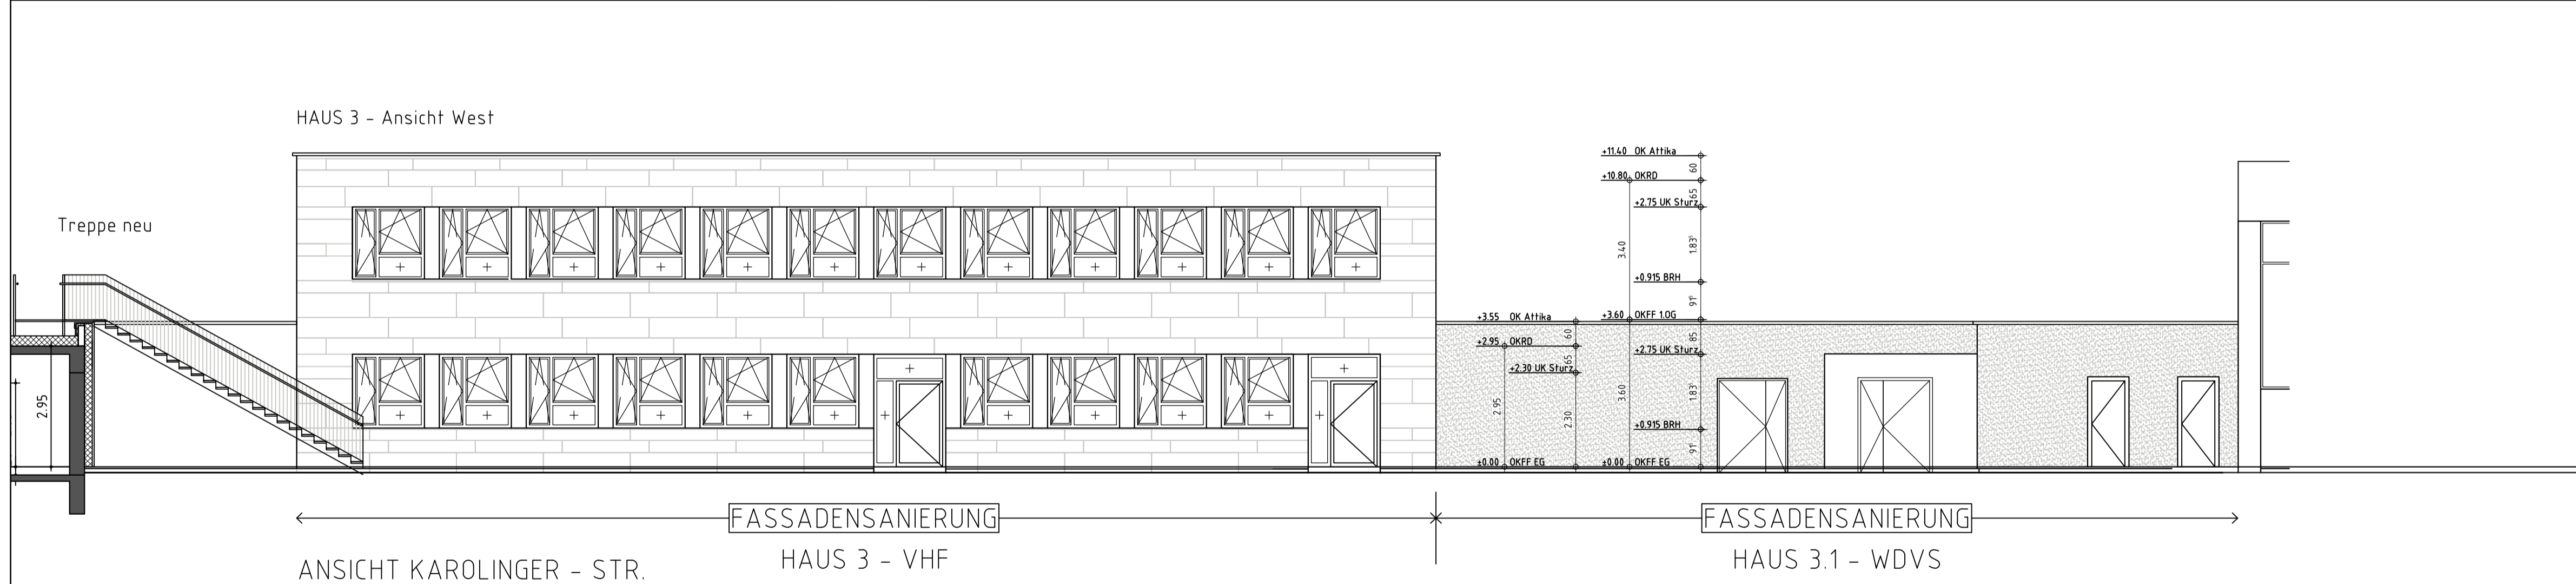 HAUS 3 - Ansicht West
Treppe neu
2.95
+11.40 OK Attika
60
+10.80 OKRD
65
+2.75 UK Sturz
3.40
1.83⁵
+0.915 BRH
91⁵
+3.60 OKFF 1.OG
85
+2.75 UK Sturz
3.60
1.83⁵
+0.915 BRH
91⁵
±0.00 OKFF EG
+3.55 OK Attika
60
+2.95 OKRD
65
+2.30 UK Sturz
2.95
2.30
±0.00 OKFF EG
FASSADENSANIERUNG
HAUS 3 - VHF
FASSADENSANIERUNG
HAUS 3.1 - WDVS
ANSICHT KAROLINGER - STR.